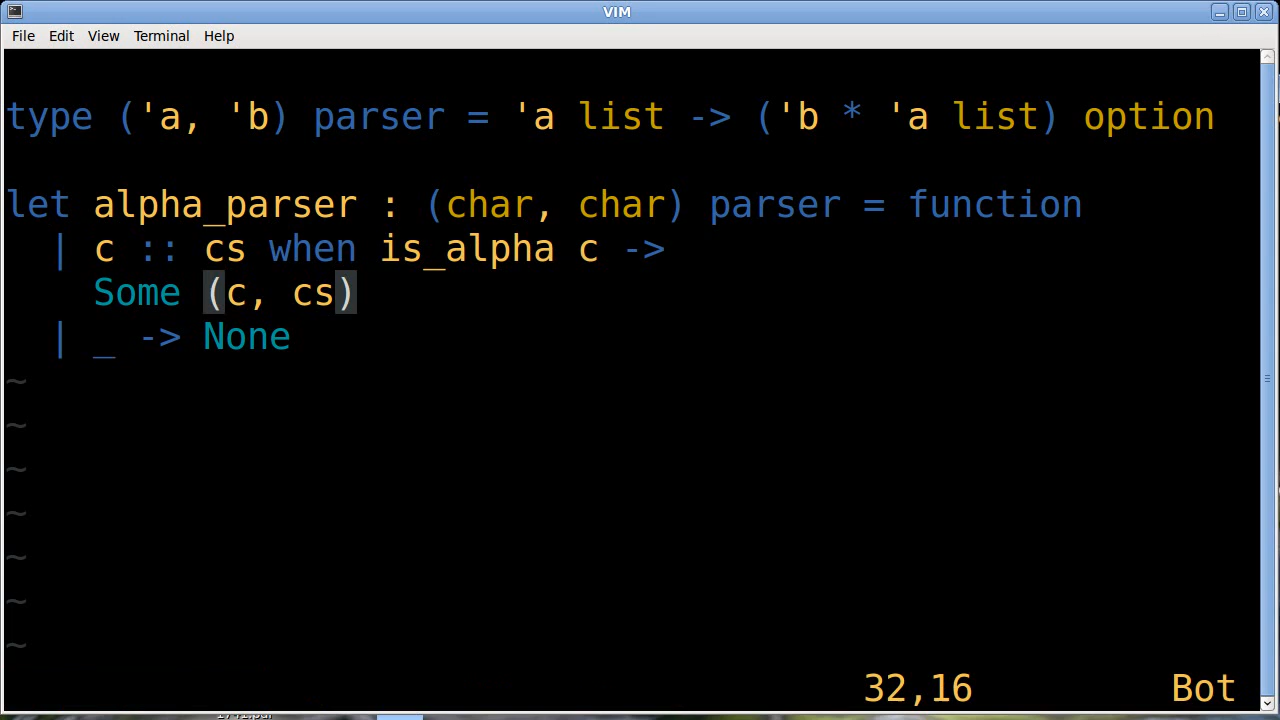 VIM
File Edit View Terminal Help
type ('a, 'b) parser = 'a list -> ('b * 'a list) option
let alpha_parser : (char, char) parser = function
  | c :: cs when is_alpha c ->
    Some (c, cs)
  | _ -> None
~
~
~
~
~
~
~
32,16 Bot